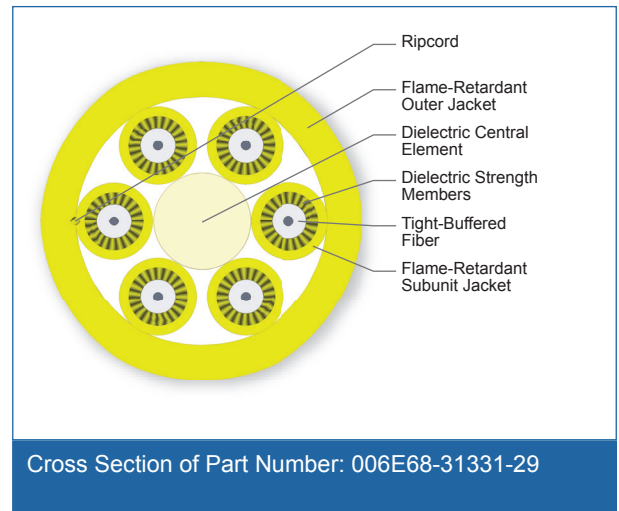 Ripcord
Flame-Retardant
Outer Jacket
Dielectric Central
Element
Dielectric Strength
Members
Tight-Buffered
Fiber
Flame-Retardant
Subunit Jacket
Cross Section of Part Number: 006E68-31331-29